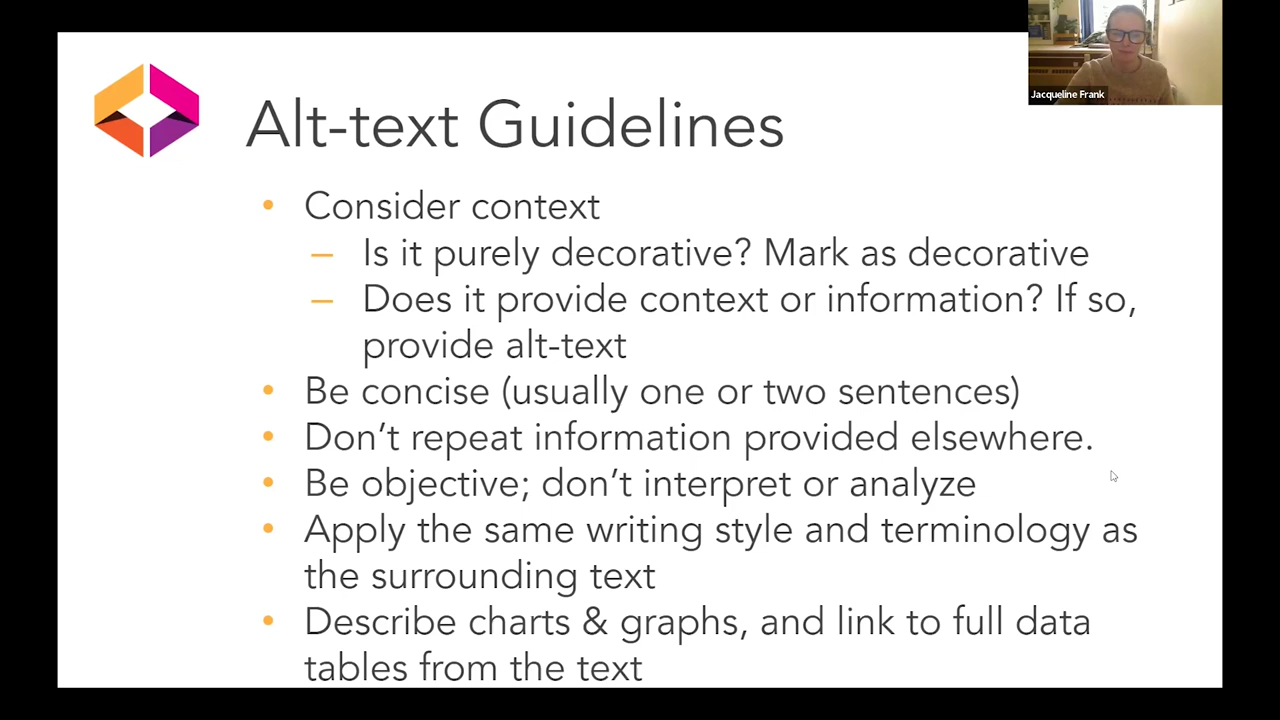 Jacqueline Frank
Alt-text Guidelines
• Consider context
– Is it purely decorative? Mark as decorative
– Does it provide context or information? If so,
provide alt-text
• Be concise (usually one or two sentences)
• Don’t repeat information provided elsewhere.
• Be objective; don’t interpret or analyze
• Apply the same writing style and terminology as
the surrounding text
• Describe charts & graphs, and link to full data
tables from the text